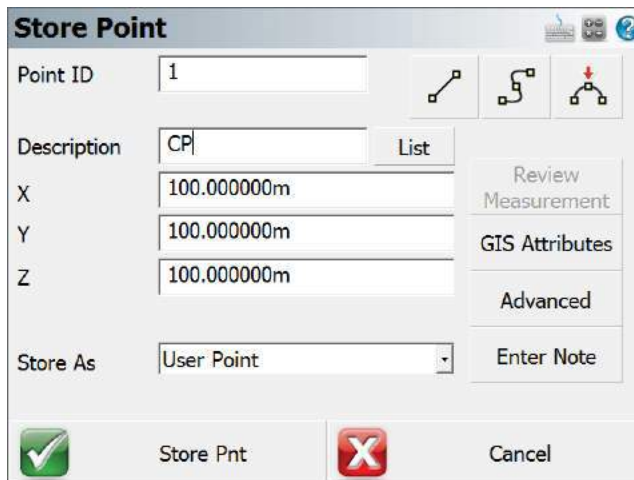 Store Point
Point ID 1
Description CP List
X 100.000000m
Review
Measurement
Y 100.000000m
GIS Attributes
Z 100.000000m
Advanced
Store As User Point Enter Note
Store Pnt Cancel